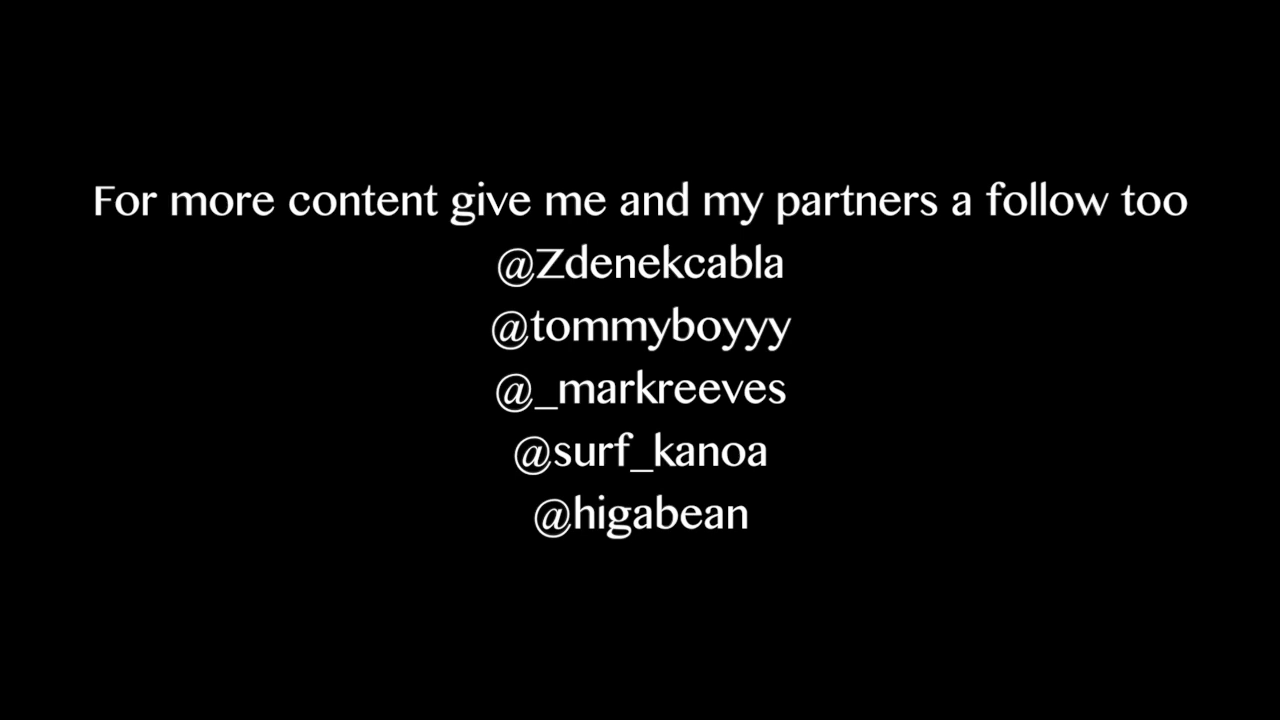 For more content give me and my partners a follow too
@Zdenekcabla
@tommyboyyy
@_markreeves
@surf_kanoa
@higabean